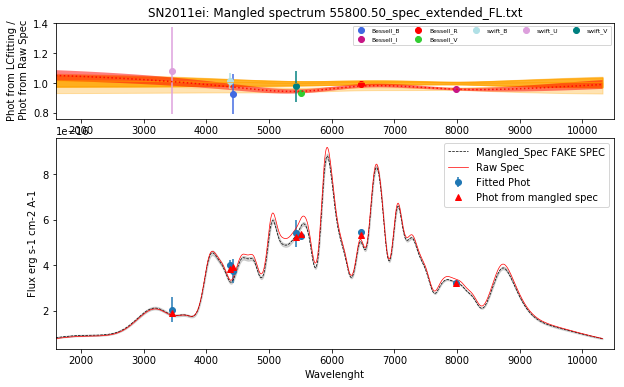 SN2011ei: Mangled spectrum 55800.50_spec_extended_FL.txt
Phot from LCfitting /
Phot from Raw Spec
1.4
1.2
1.0
0.8
Bessell_B Bessell_R swift_B swift_U swift_V
Bessell_I Bessell_V
2000 3000 4000 5000 6000 7000 8000 9000 10000
Flux erg s-1 cm-2 A-1
8
6
4
2
Mangled_Spec FAKE SPEC
Raw Spec
Fitted Phot
Phot from mangled spec
2000 3000 4000 5000 6000 7000 8000 9000 10000
Wavelenght